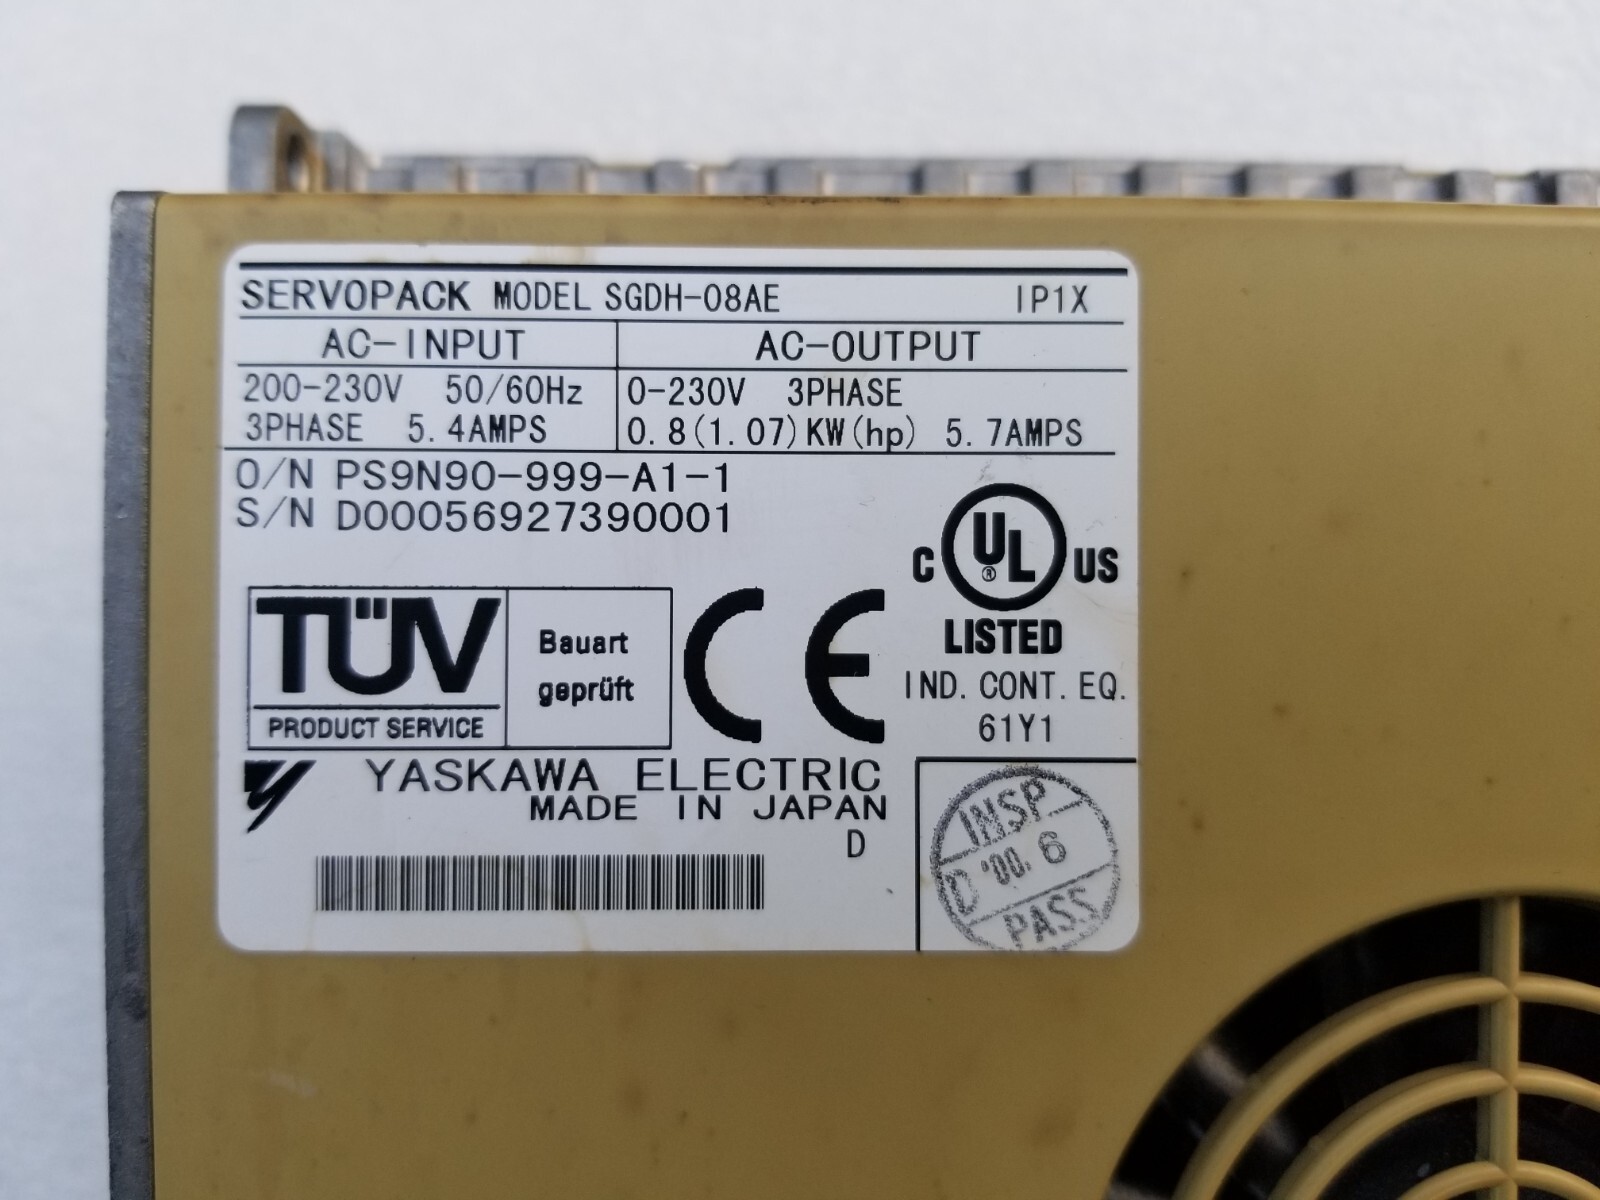 SERVOPACK MODEL SGDH-08AE IP1X
AC-INPUT AC-OUTPUT
200-230V 50/60Hz 0-230V 3PHASE
3PHASE 5.4AMPS 0.8(1.07)KW(hp) 5.7AMPS
O/N PS9N90-999-A1-1
S/N D00056927390001
C UL® US
LISTED
IND. CONT. EQ.
61Y1
TÜV
PRODUCT SERVICE
Bauart
geprüft
CE
YASKAWA ELECTRIC
MADE IN JAPAN
D
INSP
D '00. 6
PASS